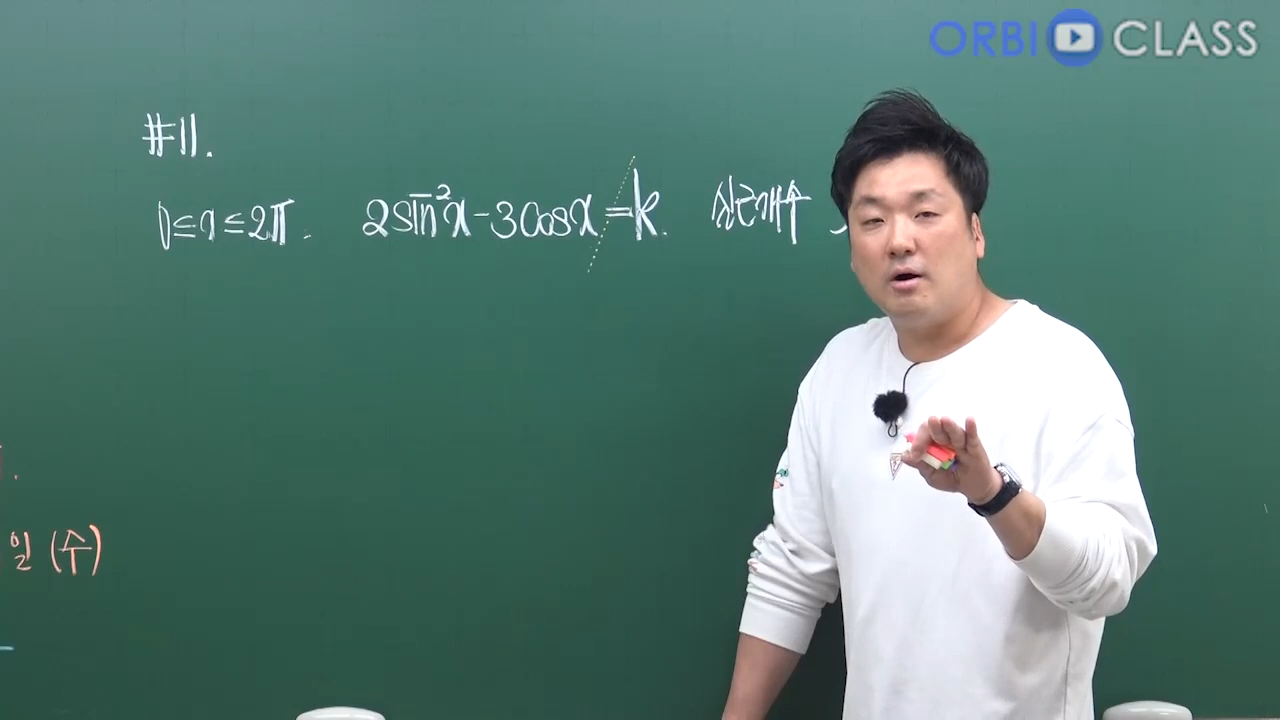 ORBI CLASS
#11.
0≤x≤2π. 2sin²x-3cosx=k. 실근개수
일 (수)